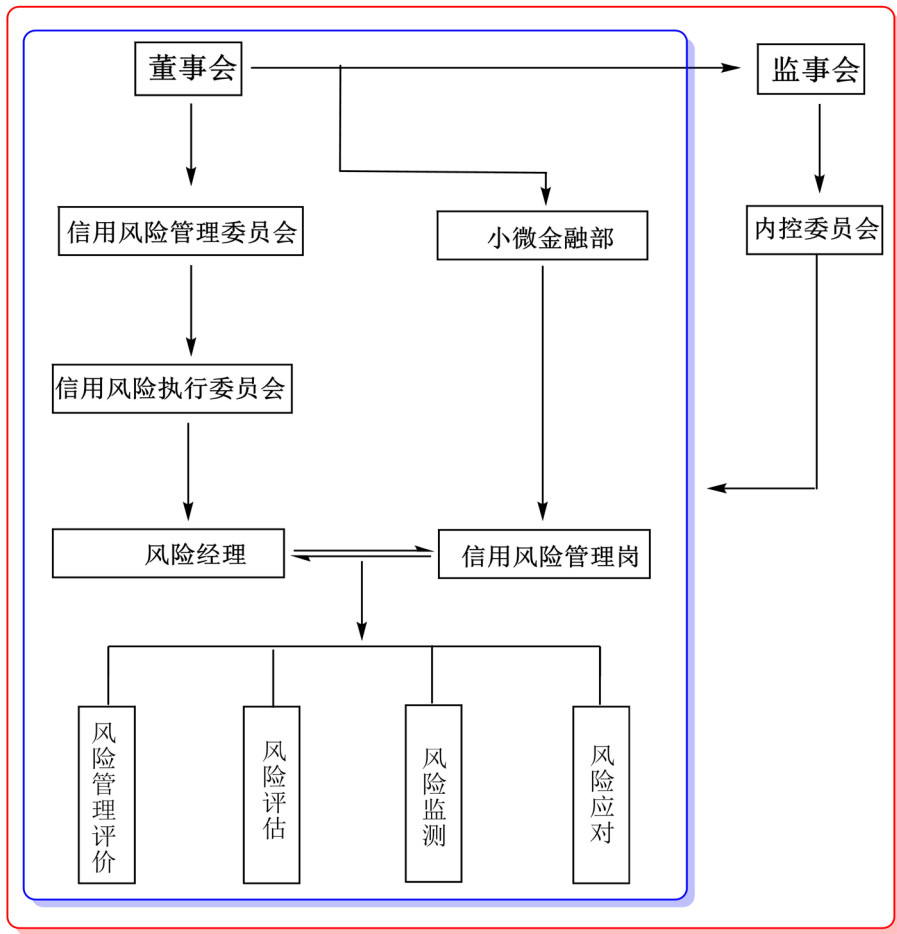 董事会
监事会
信用风险管理委员会
小微金融部
内控委员会
信用风险执行委员会
风险经理
信用风险管理岗
风险管理评价
风险评估
风险监测
风险应对